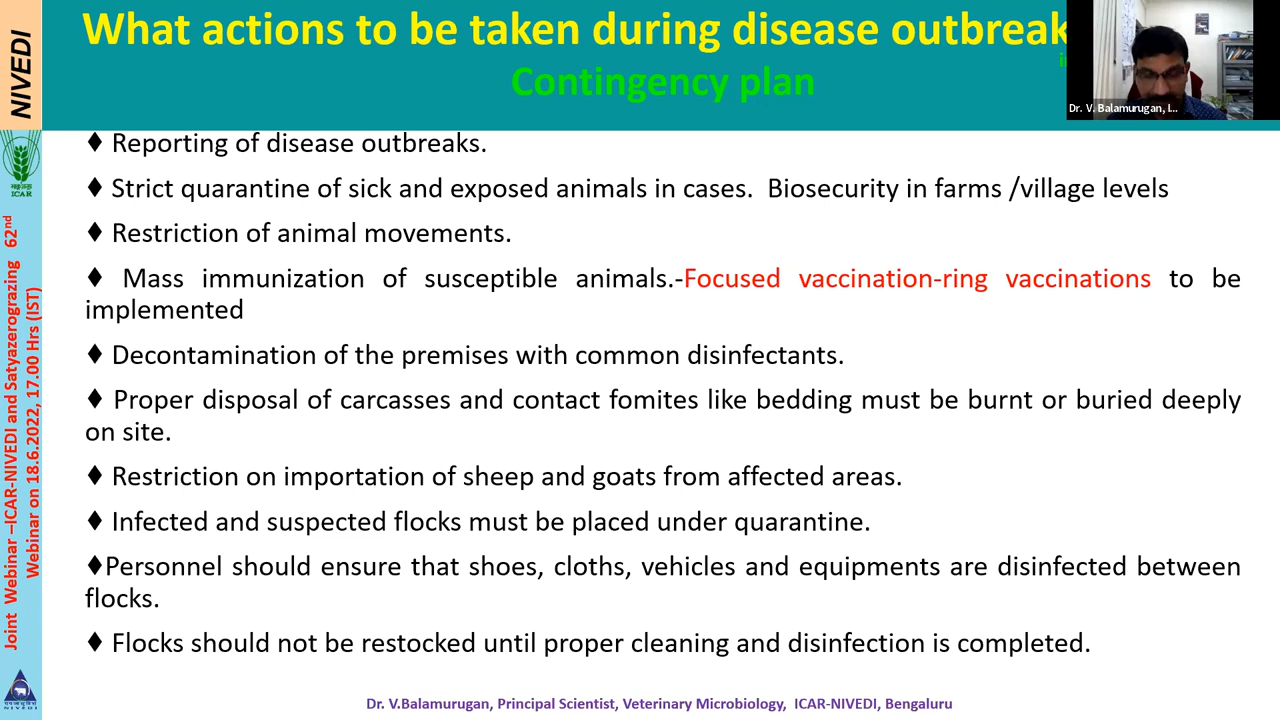 What actions to be taken during disease outbreak
Contingency plan
Dr. V. Balamurugan, I...
♦ Reporting of disease outbreaks.
♦ Strict quarantine of sick and exposed animals in cases.  Biosecurity in farms /village levels
♦ Restriction of animal movements.
♦ Mass immunization of susceptible animals.-Focused vaccination-ring vaccinations to be
implemented
♦ Decontamination of the premises with common disinfectants.
♦ Proper disposal of carcasses and contact fomites like bedding must be burnt or buried deeply
on site.
♦ Restriction on importation of sheep and goats from affected areas.
♦ Infected and suspected flocks must be placed under quarantine.
♦Personnel should ensure that shoes, cloths, vehicles and equipments are disinfected between
flocks.
♦ Flocks should not be restocked until proper cleaning and disinfection is completed.
Dr. V.Balamurugan, Principal Scientist, Veterinary Microbiology,  ICAR-NIVEDI, Bengaluru
NIVEDI
ICAR
Joint  Webinar –ICAR-NIVEDI and Satyazerograzing   62nd
Webinar on 18.6.2022, 17.00 Hrs (IST)